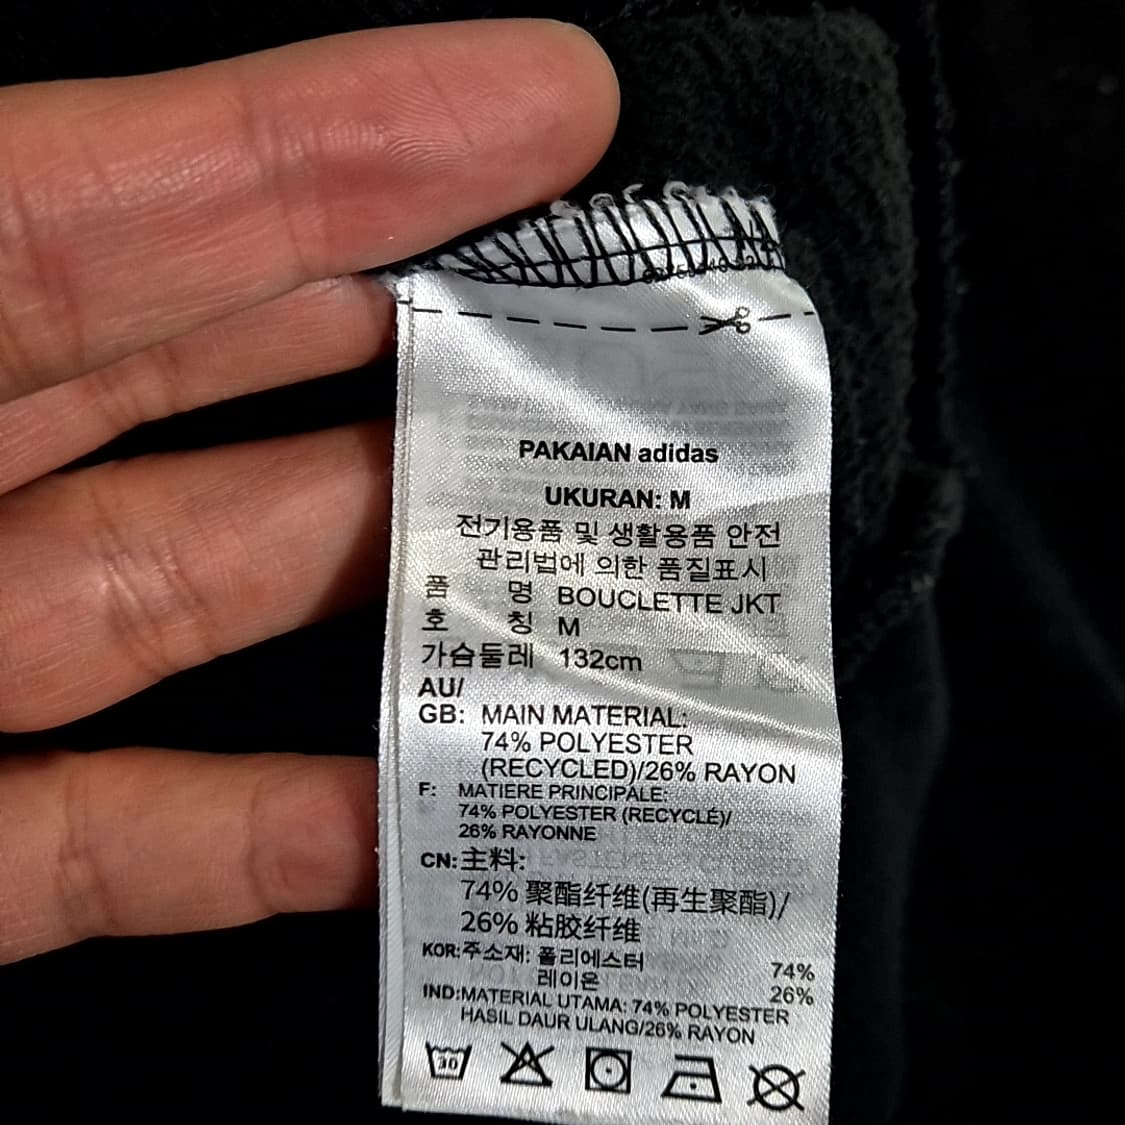 PAKAIAN adidas
UKURAN: M
전기용품 및 생활용품 안전
관리법에 의한 품질표시
품 명 BOUCLETTE JKT
호 칭 M
가슴둘레 132cm
AU/
GB: MAIN MATERIAL:
74% POLYESTER
(RECYCLED)/26% RAYON
F: MATIERE PRINCIPALE:
74% POLYESTER (RECYCLÉ)/
26% RAYONNE
CN:主料:
74% 聚酯纤维(再生聚酯)/
26% 粘胶纤维
KOR:주소재: 폴리에스터 74%
레이온 26%
IND:MATERIAL UTAMA: 74% POLYESTER
HASIL DAUR ULANG/26% RAYON
30